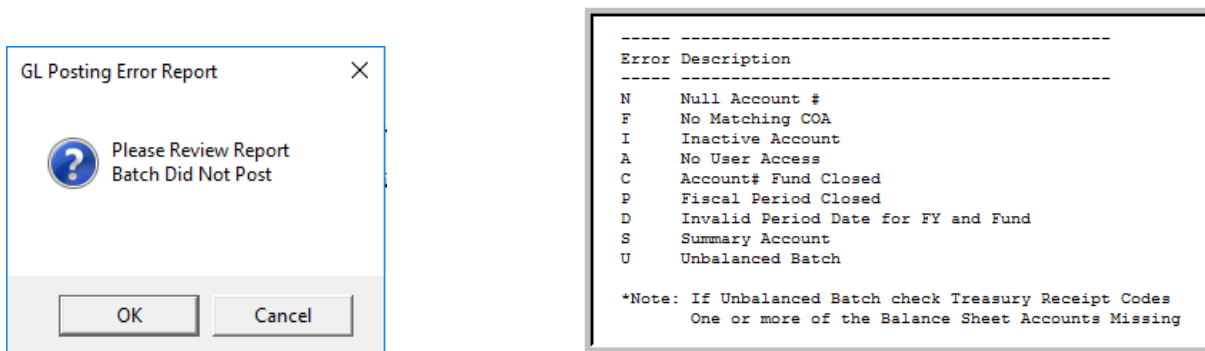 GL Posting Error Report
Please Review Report
Batch Did Not Post
OK
Cancel
----- ---------------------------------------------
Error Description
----- ---------------------------------------------
N Null Account #
F No Matching COA
I Inactive Account
A No User Access
C Account# Fund Closed
P Fiscal Period Closed
D Invalid Period Date for FY and Fund
S Summary Account
U Unbalanced Batch
*Note: If Unbalanced Batch check Treasury Receipt Codes
One or more of the Balance Sheet Accounts Missing